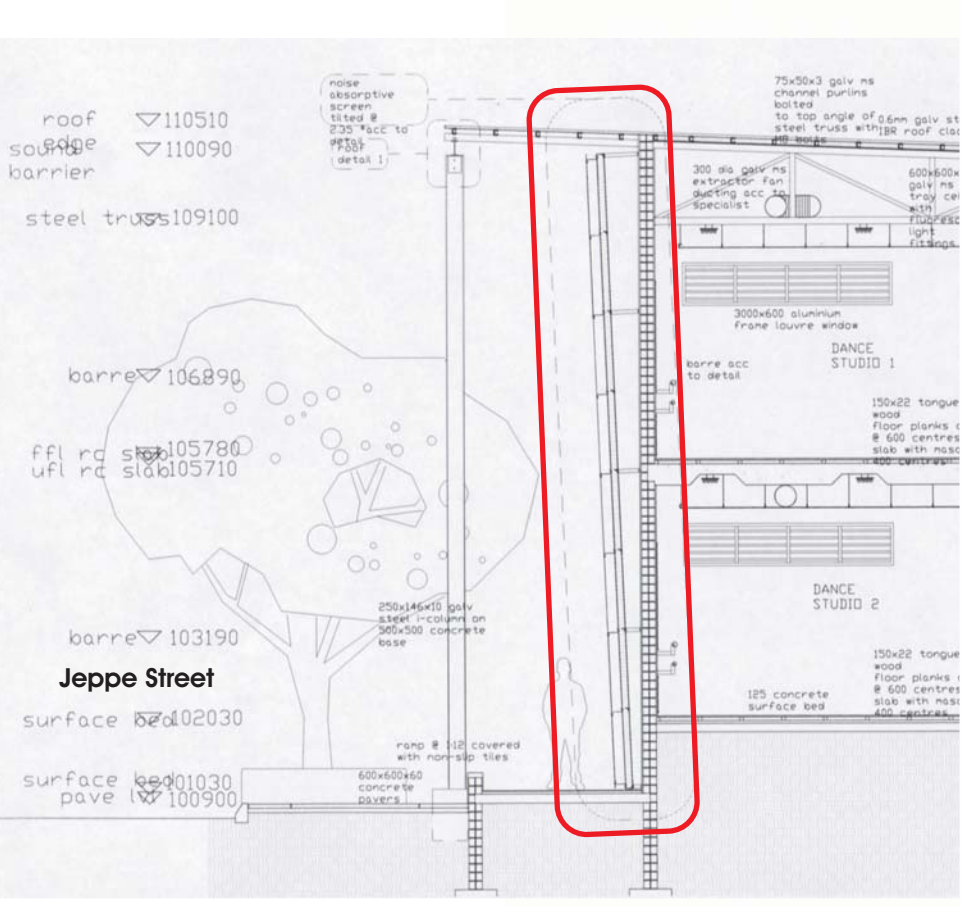 noise
absorptive
screen
tilted @
2.35 °acc to
detail
roof
detail 1
75x50x3 galv ms
channel purlins
bolted
to top angle of
steel truss with
M8 bolts
0.6mm galv st
IBR roof clad
roof
edge
110510
sound
barrier
110090
300 dia galv ms
extractor fan
ducting acc to
specialist
600x600x
galv ms
tray cei
with
fluresc
light
fittings
steel truss
109100
3000x600 aluminium
frame louvre window
DANCE
STUDIO 1
barre
106890
barre acc
to detail
150x22 tongue
wood
floor planks
@ 600 centres
slab with
400 centres
ffl rc slab
105780
ufl rc slab
105710
250x146x10 galv
steel i-column on
500x500 concrete
base
DANCE
STUDIO 2
barre
103190
Jeppe Street
150x22 tongue
wood
floor planks
@ 600 centres
slab with
400 centres
125 concrete
surface bed
surface bed
102030
ramp @ 1:12 covered
with non-slip tiles
surface bed
101030
pave lvl
100900
600x600x60
concrete
pavers